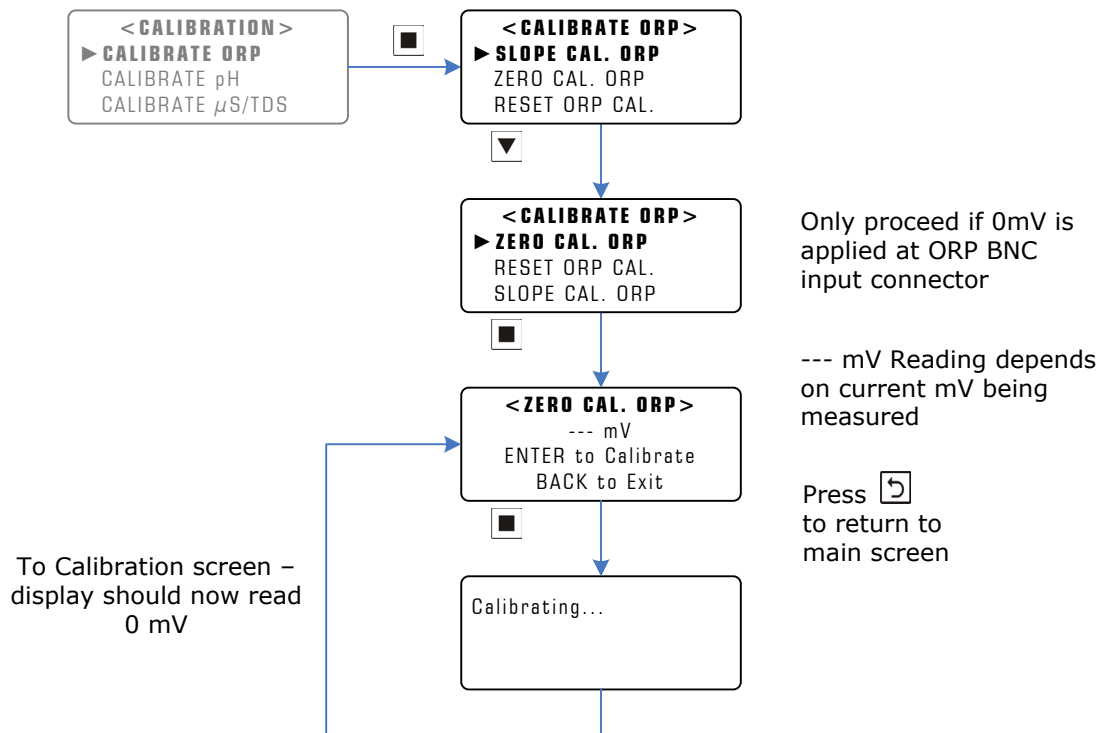 <CALIBRATION>
►CALIBRATE ORP
CALIBRATE pH
CALIBRATE µS/TDS
<CALIBRATE ORP>
►SLOPE CAL. ORP
ZERO CAL. ORP
RESET ORP CAL.
<CALIBRATE ORP>
►ZERO CAL. ORP
RESET ORP CAL.
SLOPE CAL. ORP
Only proceed if 0mV is
applied at ORP BNC
input connector
<ZERO CAL. ORP>
--- mV
ENTER to Calibrate
BACK to Exit
--- mV Reading depends
on current mV being
measured
Press
to return to
main screen
To Calibration screen –
display should now read
0 mV
Calibrating...